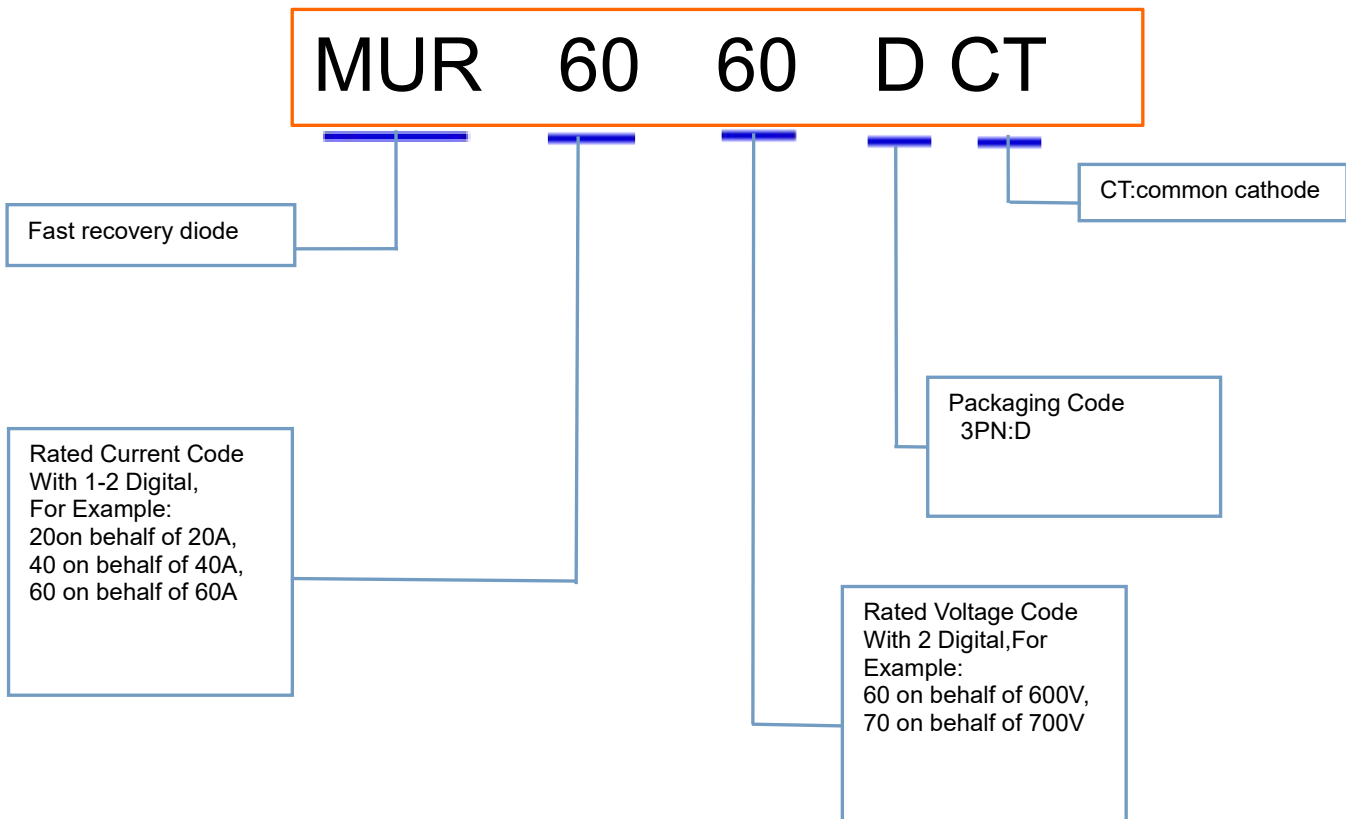 MUR 60 60 D CT
CT:common cathode
Fast recovery diode
Packaging Code
3PN:D
Rated Current Code
With 1-2 Digital,
For Example:
20on behalf of 20A,
40 on behalf of 40A,
60 on behalf of 60A
Rated Voltage Code
With 2 Digital,For
Example:
60 on behalf of 600V,
70 on behalf of 700V